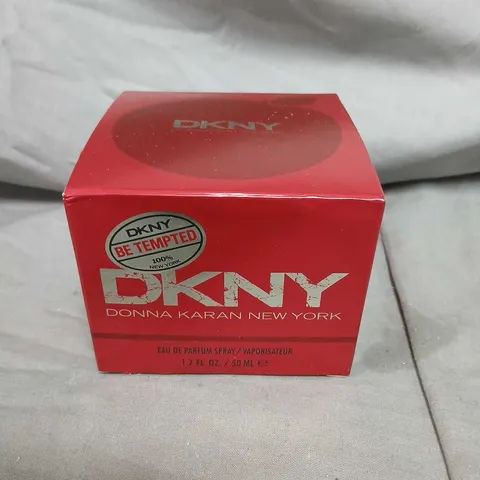 DKNY
DKNY
BE TEMPTED
100%
NEW YORK
DKNY
DONNA KARAN NEW YORK
EAU DE PARFUM SPRAY / VAPORISATEUR
1.7 FL. OZ. / 50 ML e